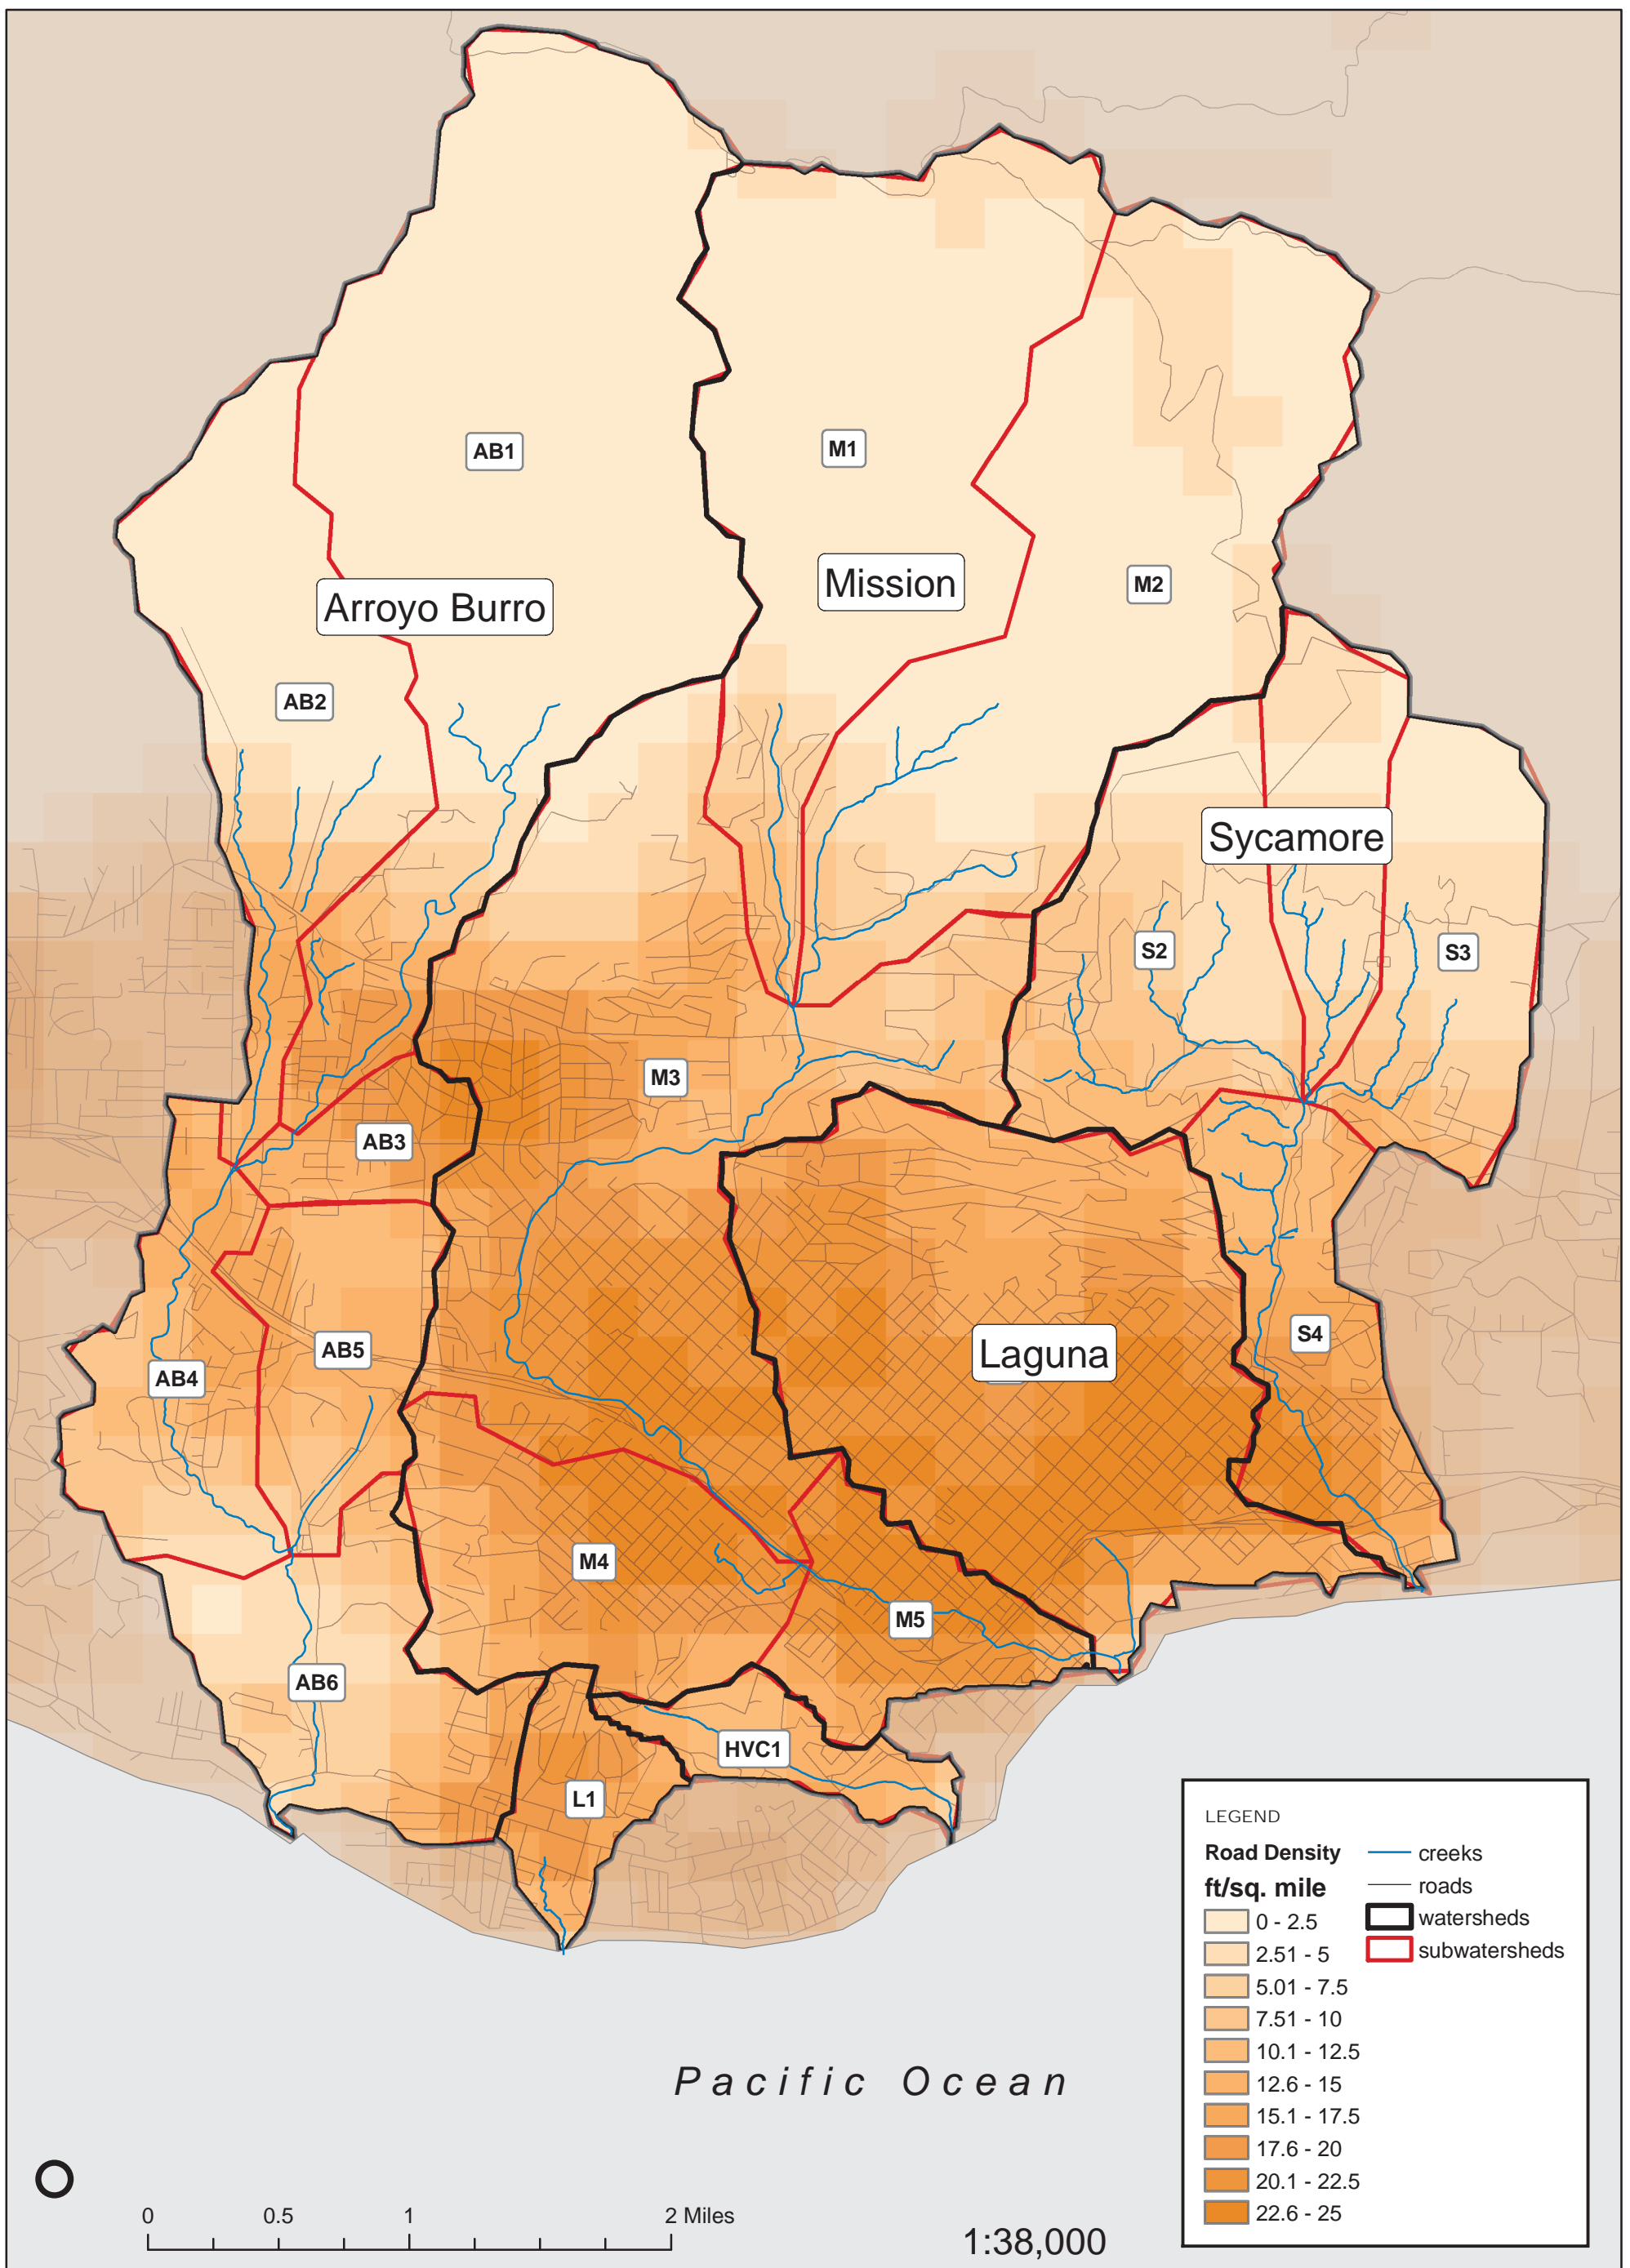 AB1
M1
Arroyo Burro
Mission
M2
AB2
Sycamore
S2
S3
M3
AB3
S4
AB5
Laguna
AB4
M4
M5
AB6
HVC1
L1
LEGEND
Road Density
ft/sq. mile
0 - 2.5
2.51 - 5
5.01 - 7.5
7.51 - 10
10.1 - 12.5
12.6 - 15
15.1 - 17.5
17.6 - 20
20.1 - 22.5
22.6 - 25
creeks
roads
watersheds
subwatersheds
Pacific Ocean
0 0.5 1 2 Miles
1:38,000